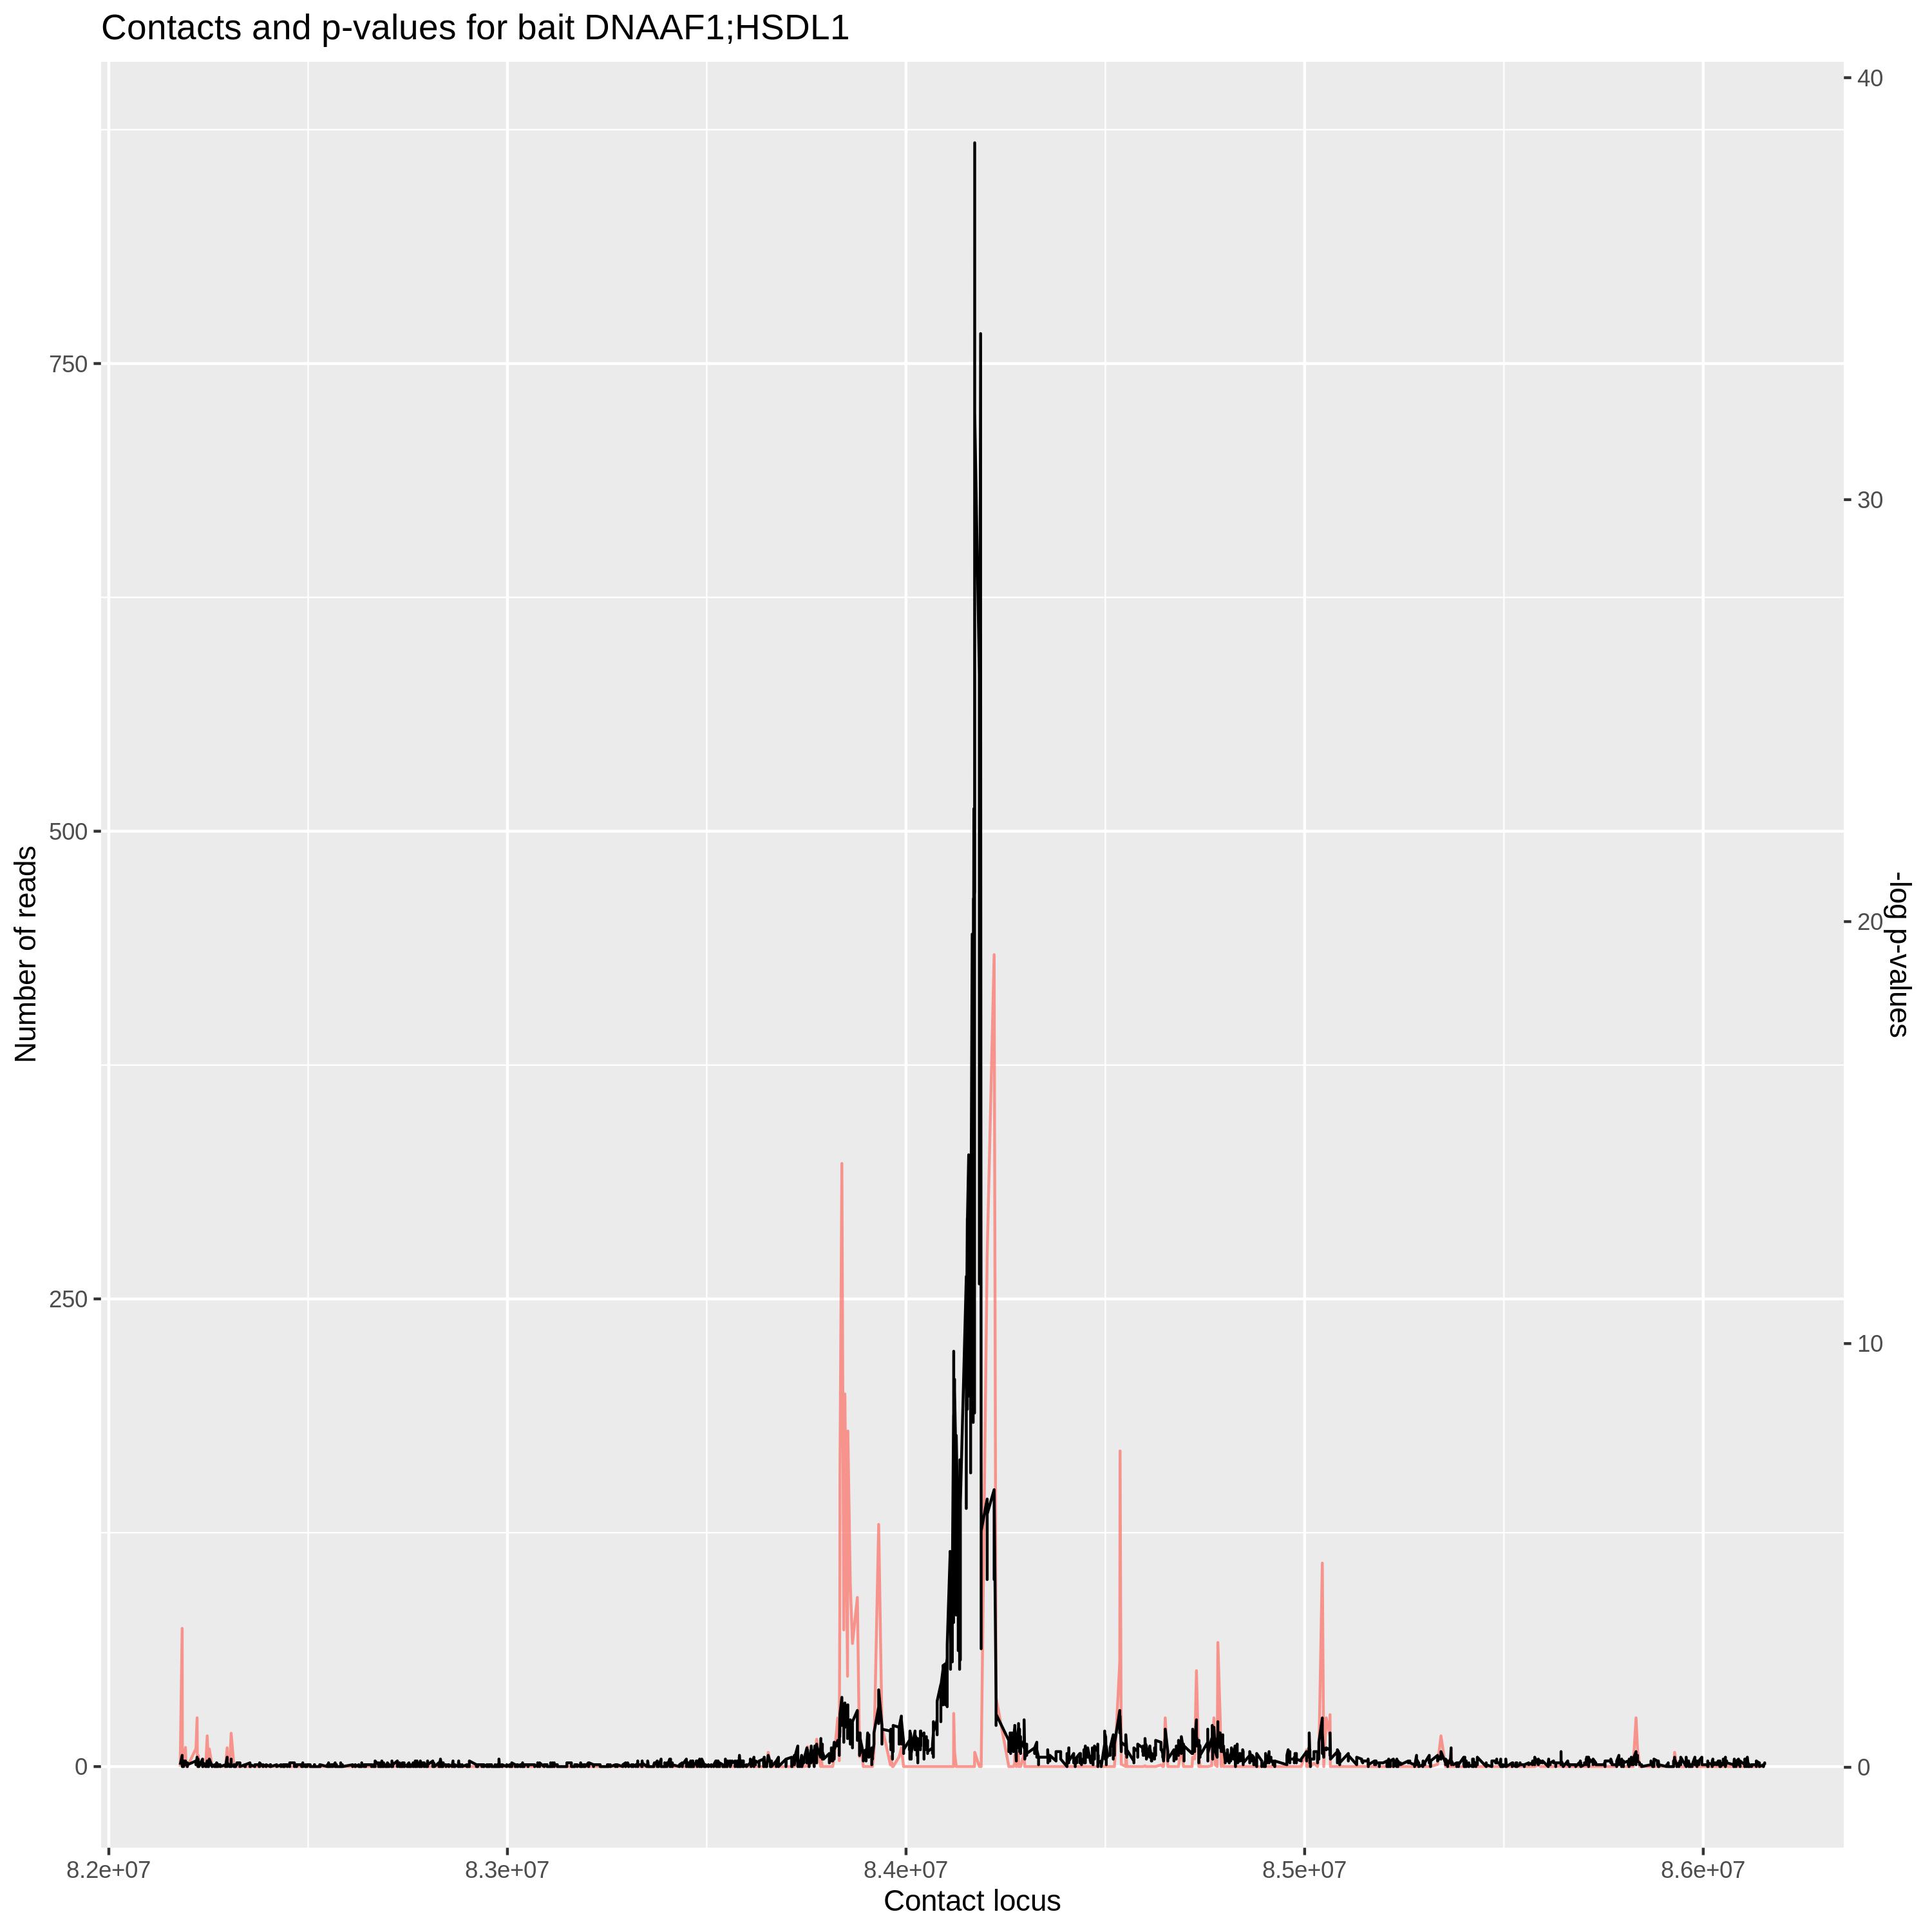 Contacts and p-values for bait DNAAF1;HSDL1
40
750
30
500
20
Number of reads
-log p-values
250
10
0
0
8.2e+07
8.3e+07
8.4e+07
8.5e+07
8.6e+07
Contact locus